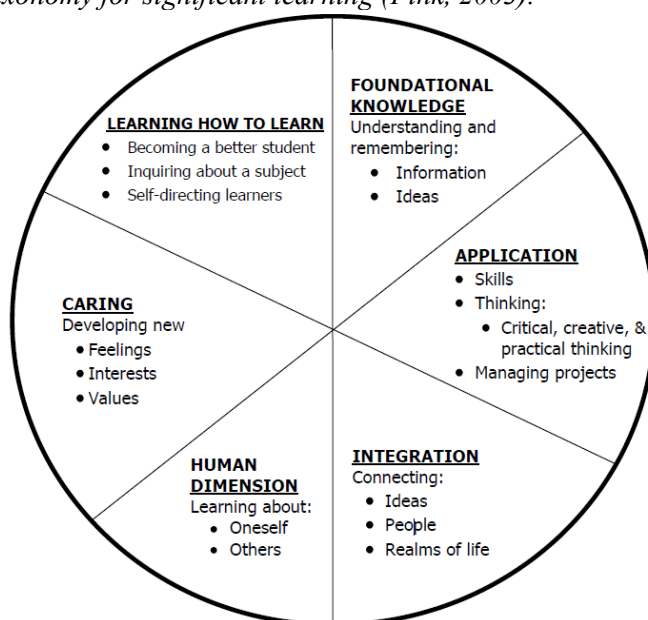 xonomy for significant learning (Fink, 2003).
FOUNDATIONAL
KNOWLEDGE
Understanding and
remembering:
• Information
• Ideas
APPLICATION
• Skills
• Thinking:
• Critical, creative, &
practical thinking
• Managing projects
INTEGRATION
Connecting:
• Ideas
• People
• Realms of life
HUMAN
DIMENSION
Learning about:
• Oneself
• Others
CARING
Developing new
• Feelings
• Interests
• Values
LEARNING HOW TO LEARN
• Becoming a better student
• Inquiring about a subject
• Self-directing learners